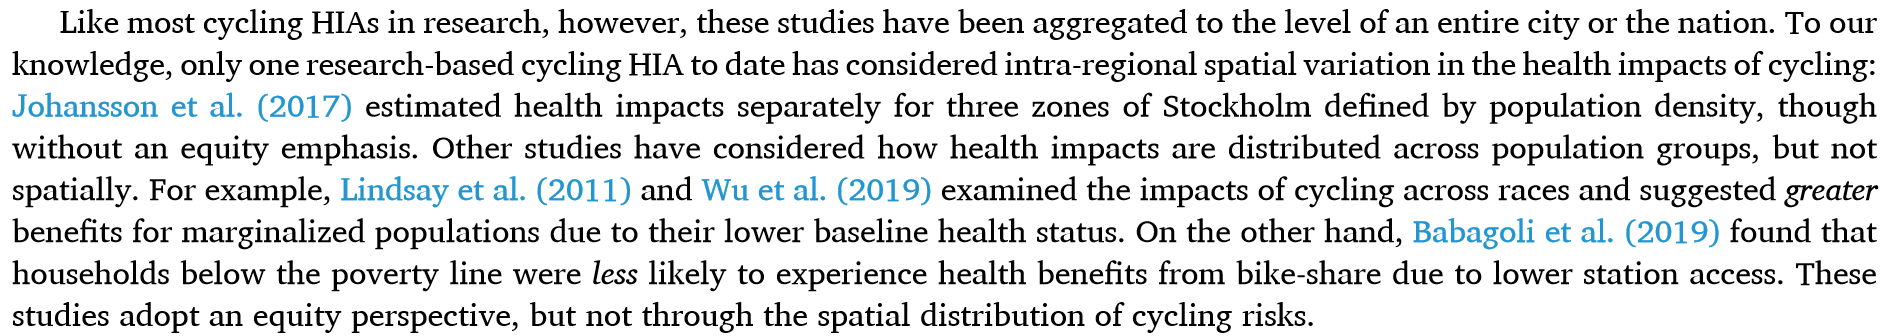 Like most cycling HIAs in research, however, these studies have been aggregated to the level of an entire city or the nation. To our
knowledge, only one research-based cycling HIA to date has considered intra-regional spatial variation in the health impacts of cycling:
Johansson et al. (2017) estimated health impacts separately for three zones of Stockholm defined by population density, though
without an equity emphasis. Other studies have considered how health impacts are distributed across population groups, but not
spatially. For example, Lindsay et al. (2011) and Wu et al. (2019) examined the impacts of cycling across races and suggested greater
benefits for marginalized populations due to their lower baseline health status. On the other hand, Babagoli et al. (2019) found that
households below the poverty line were less likely to experience health benefits from bike-share due to lower station access. These
studies adopt an equity perspective, but not through the spatial distribution of cycling risks.